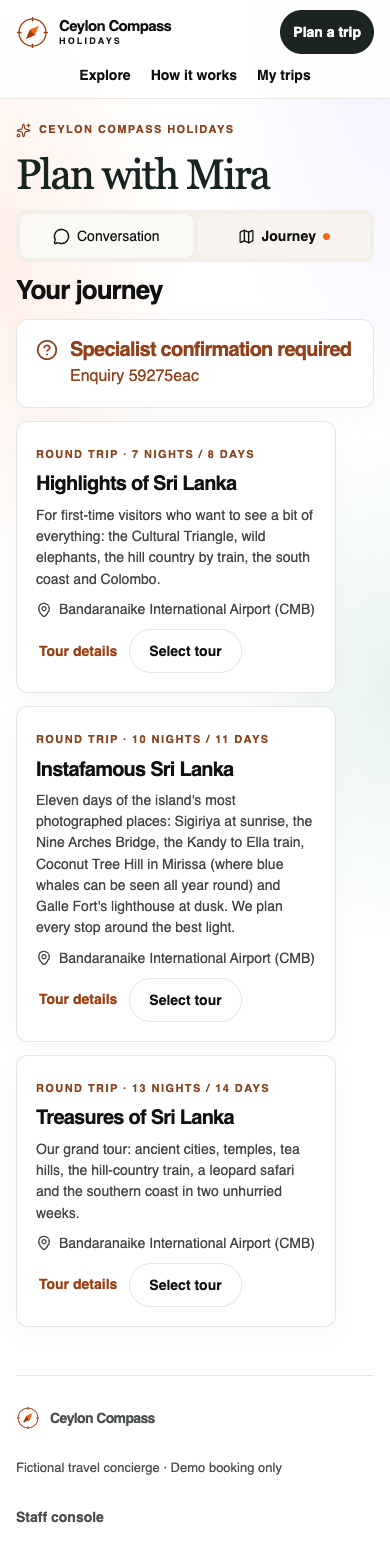 Ceylon Compass
HOLIDAYS
Plan a trip
Explore How it works My trips
CEYLON COMPASS HOLIDAYS
Plan with Mira
Conversation Journey
Your journey
Specialist confirmation required
Enquiry 59275eac
ROUND TRIP · 7 NIGHTS / 8 DAYS
Highlights of Sri Lanka
For first-time visitors who want to see a bit of
everything: the Cultural Triangle, wild
elephants, the hill country by train, the south
coast and Colombo.
Bandaranaike International Airport (CMB)
Tour details Select tour
ROUND TRIP · 10 NIGHTS / 11 DAYS
Instafamous Sri Lanka
Eleven days of the island's most
photographed places: Sigiriya at sunrise, the
Nine Arches Bridge, the Kandy to Ella train,
Coconut Tree Hill in Mirissa (where blue
whales can be seen all year round) and
Galle Fort's lighthouse at dusk. We plan
every stop around the best light.
Bandaranaike International Airport (CMB)
Tour details Select tour
ROUND TRIP · 13 NIGHTS / 14 DAYS
Treasures of Sri Lanka
Our grand tour: ancient cities, temples, tea
hills, the hill-country train, a leopard safari
and the southern coast in two unhurried
weeks.
Bandaranaike International Airport (CMB)
Tour details Select tour
Ceylon Compass
Fictional travel concierge · Demo booking only
Staff console